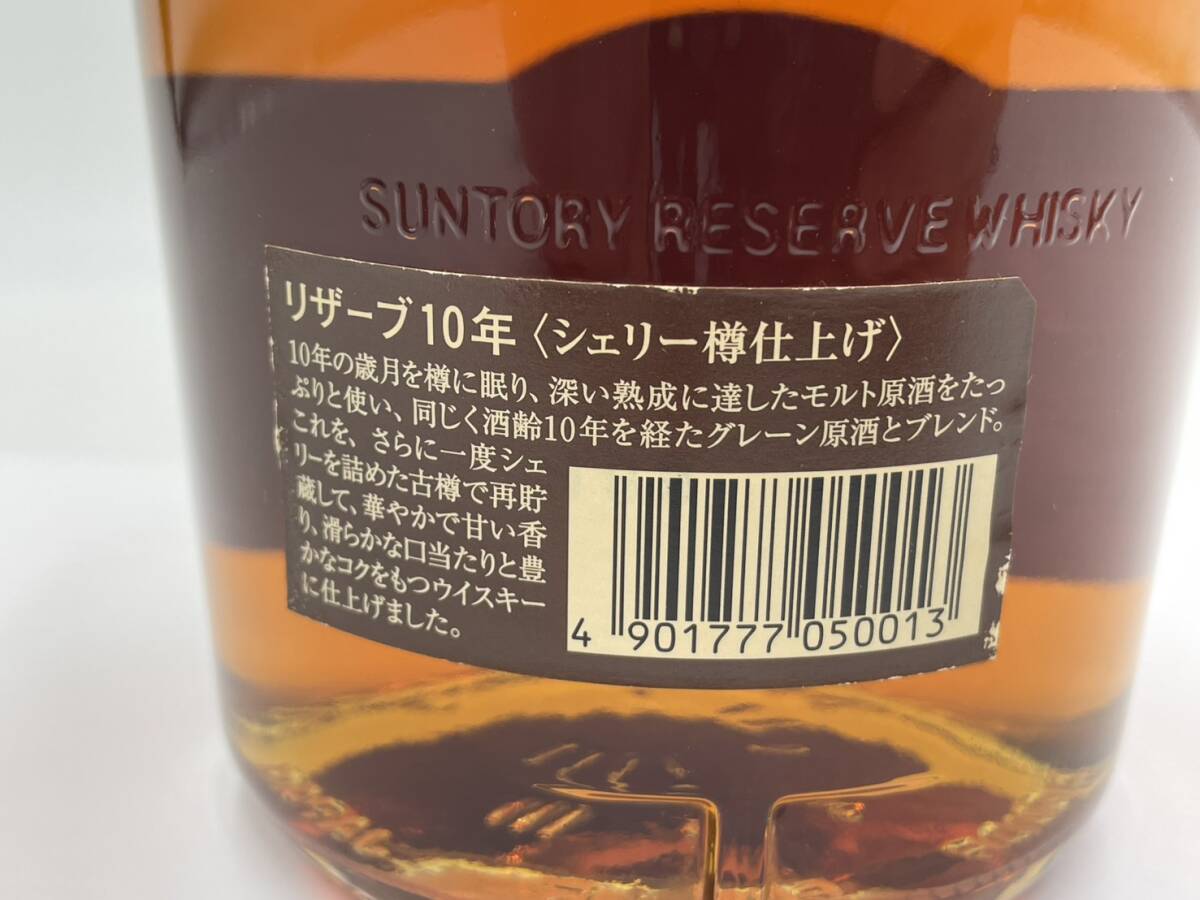 SUNTORY RESERVE WHISKY
リザーブ10年〈シェリー樽仕上げ〉
10年の歳月を樽に眠り、深い熟成に達したモルト原酒をたっ
ぷりと使い、同じく酒齢10年を経たグレーン原酒とブレンド。
これを、さらに一度シェ
リーを詰めた古樽で再貯
蔵して、華やかで甘い香
り、滑らかな口当たりと豊
かなコクをもつウイスキー
に仕上げました。
4 901777 050013